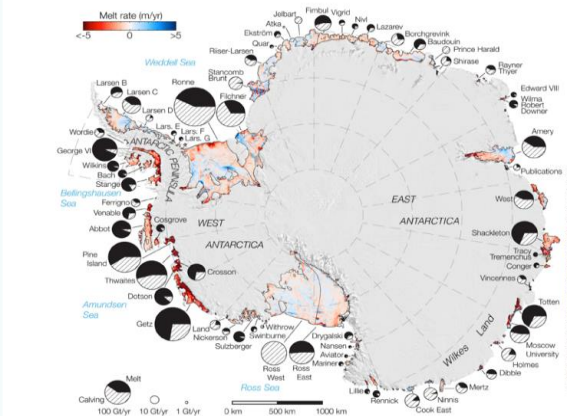 Melt rate (m/yr)
<-5 0 >5
Freezing
Jelbart
Fimbul
Vigrid
Atka
Nivl
Ekström
Lazarev
Quar
Borchgrevink
Baudouin
Riiser-Larsen
Prince Harald
Shirase
Weddell Sea
Stancomb
Brunt
Rayner
Thyer
Larsen B
Ronne
Filchner
Larsen C
Edward VIII
Wilma
Robert
Downer
Larsen D
Lars. E
Lars. F
Lars. G
Wordie
Amery
ANTARCTIC PENINSULA
George VI
Wilkins
Bach
Stange
Publications
Bellingshausen
Sea
Ferrigno
EAST
ANTARCTICA
West
Venable
Cosgrove
WEST
ANTARCTICA
Abbot
Shackleton
Pine
Island
Tracy
Tremenchus
Conger
Crosson
Thwaites
Vincennes
Dotson
Amundsen
Sea
Totten
Getz
Land
Nickerson
Sulzberger
Swinburne
Withrow
Drygalski
Nansen
Aviator
Mariner
Wilkes Land
Moscow
University
Holmes
Dibble
Ross
West
Ross
East
Ross Sea
Lillie
Rennick
Cook East
Ninnis
Mertz
Melt
Calving
100 Gt/yr
10 Gt/yr
1 Gt/yr
0 km 500 km 1000 km